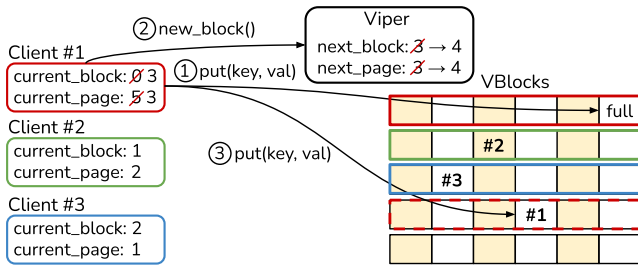 ② new_block()
Viper
next_block: 3 → 4
next_page: 3 → 4
Client #1
current_block: 0 3
current_page: 5 3
① put(key, val)
VBlocks
full
Client #2
current_block: 1
current_page: 2
#2
③ put(key, val)
#3
Client #3
current_block: 2
current_page: 1
#1